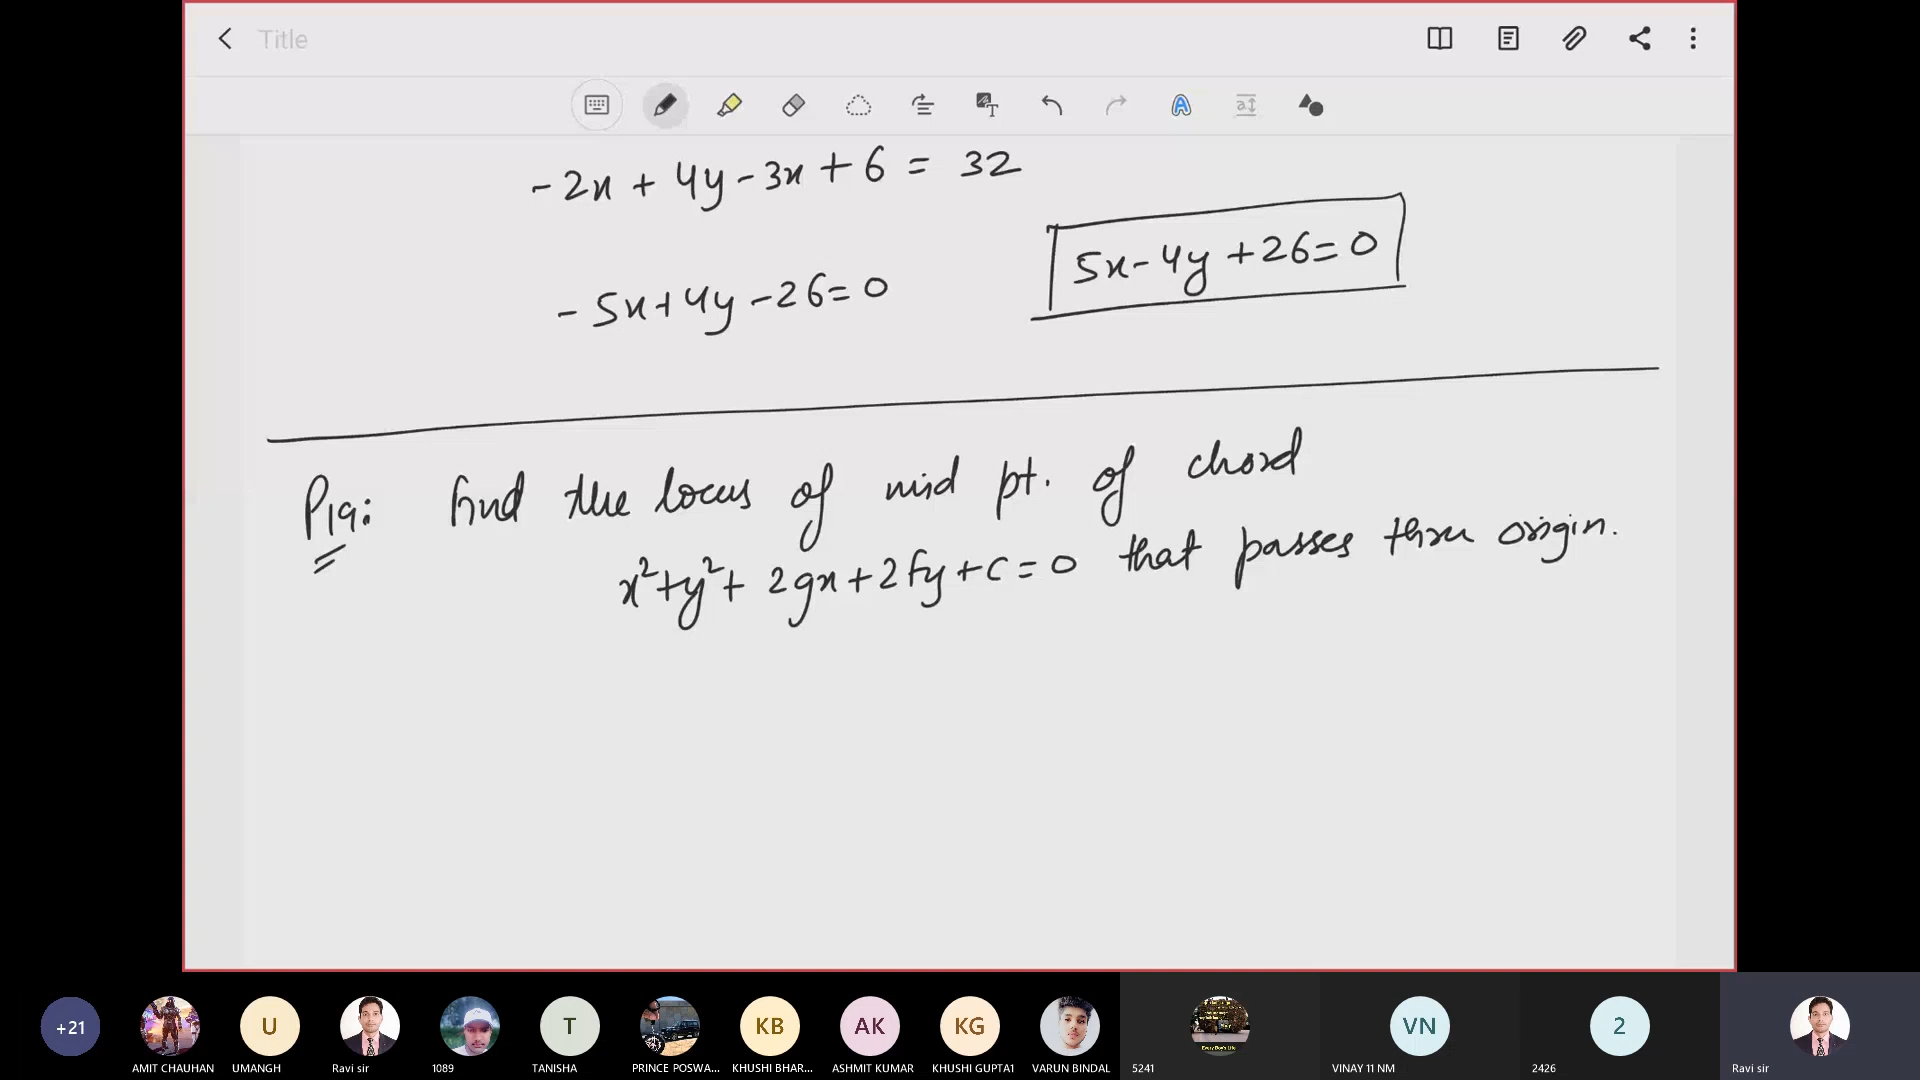 Title
-2x + 4y - 3x + 6 = 32
5x - 4y + 26 = 0
- 5x + 4y - 26 = 0
P19: find the locus of mid pt. of chord
x²+y²+ 2gx + 2fy + c = 0 that passes thru origin.
+21
U
T
KB
AK
KG
VN
2
AMIT CHAUHAN
UMANGH
Ravi sir
1089
TANISHA
PRINCE POSWA...
KHUSHI BHAR...
ASHMIT KUMAR
KHUSHI GUPTA1
VARUN BINDAL
5241
VINAY 11 NM
2426
Ravi sir